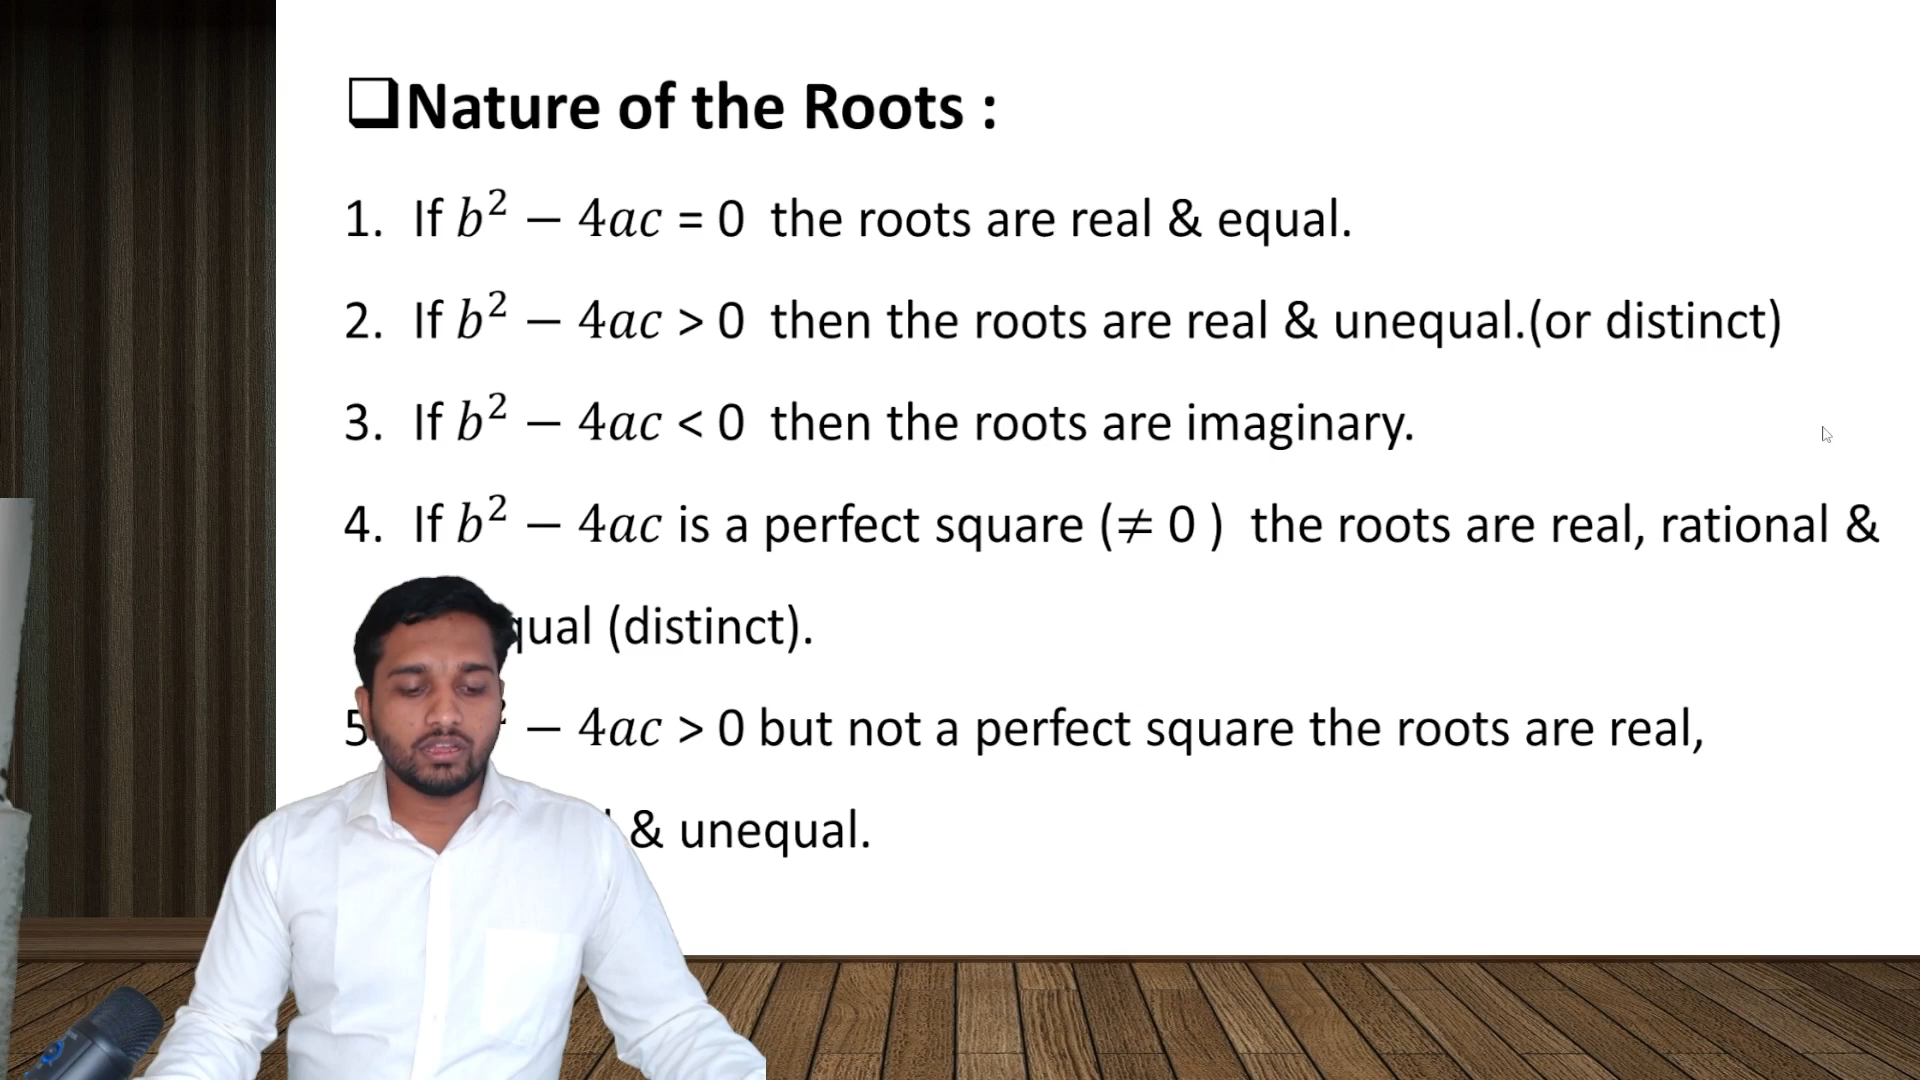 ❑Nature of the Roots :
1. If b² − 4ac = 0 the roots are real & equal.
2. If b² − 4ac > 0 then the roots are real & unequal.(or distinct)
3. If b² − 4ac < 0 then the roots are imaginary.
4. If b² − 4ac is a perfect square (≠ 0 ) the roots are real, rational &
qual (distinct).
5 ² − 4ac > 0 but not a perfect square the roots are real,
& unequal.